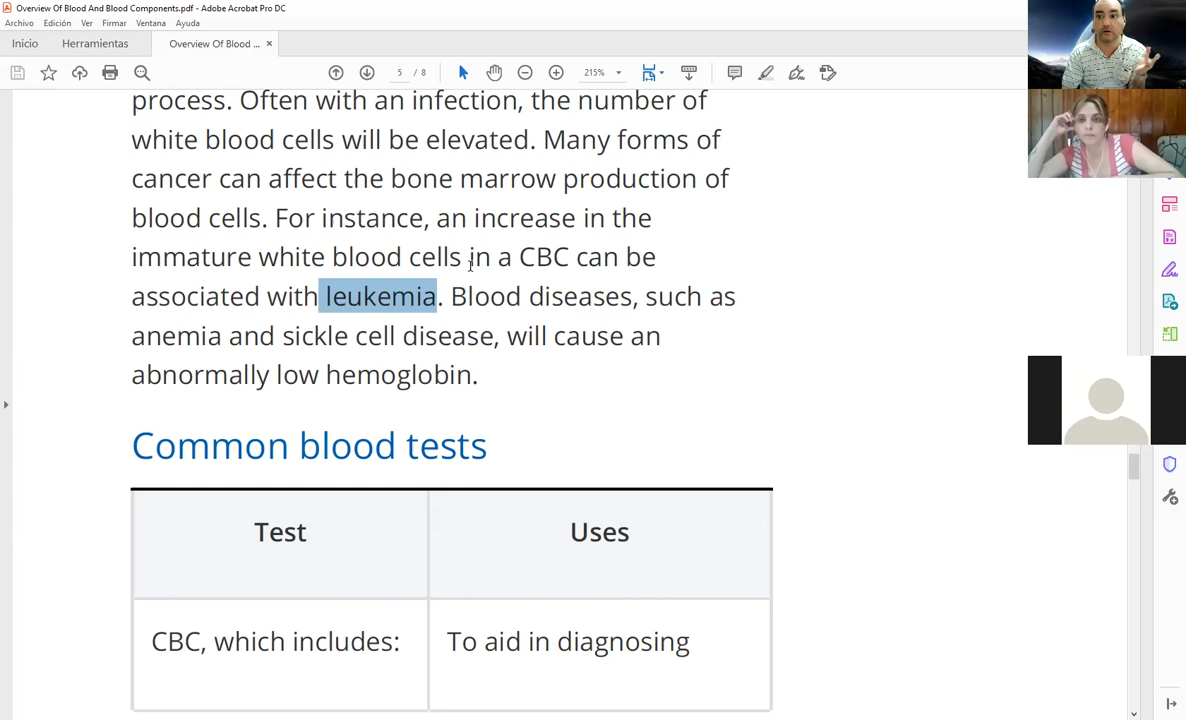 Overview Of Blood And Blood Components.pdf - Adobe Acrobat Pro DC
Archivo Edición Ver Firmar Ventana Ayuda
Inicio Herramientas Overview Of Blood ... ×
5 / 8 215%
process. Often with an infection, the number of
white blood cells will be elevated. Many forms of
cancer can affect the bone marrow production of
blood cells. For instance, an increase in the
immature white blood cells in a CBC can be
associated with leukemia. Blood diseases, such as
anemia and sickle cell disease, will cause an
abnormally low hemoglobin.
Common blood tests
Test Uses
CBC, which includes: To aid in diagnosing